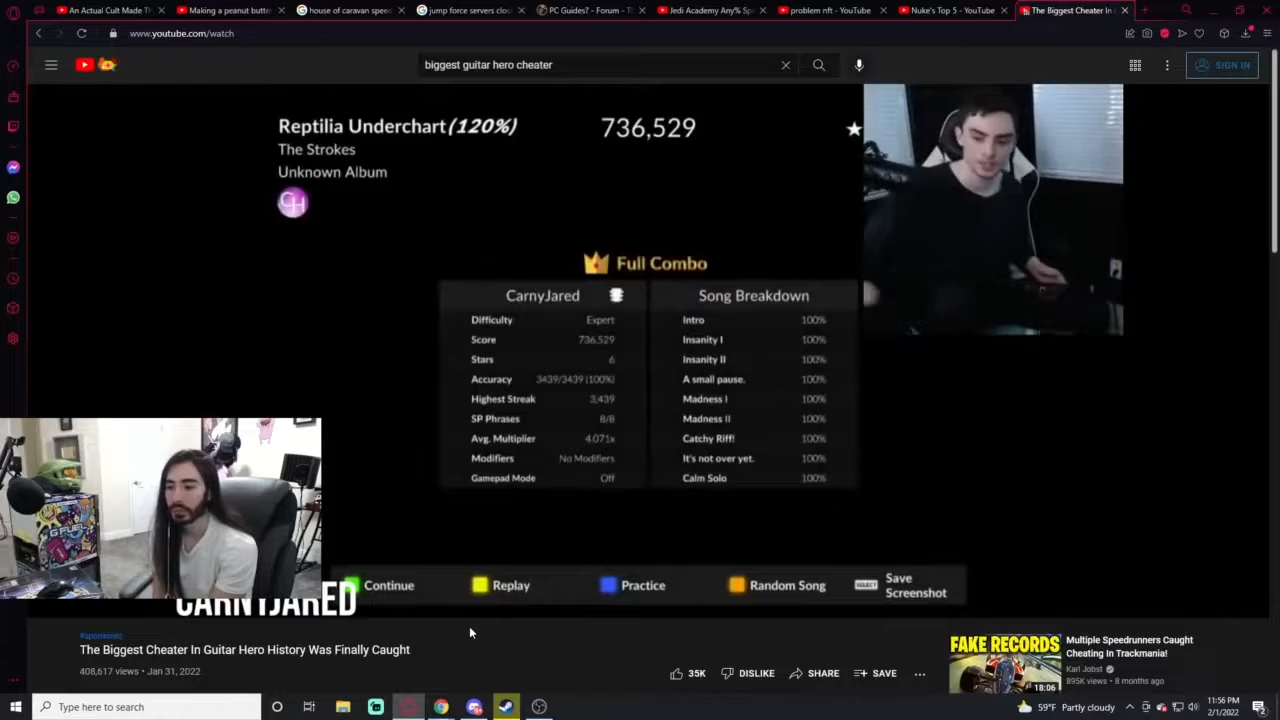 An Actual Cult Made Th
Making a peanut butte
house of caravan speed
jump force servers clos
PC Guides? - Forum - T
Jedi Academy Any% Sp
problem nft - YouTube
Nuke's Top 5 - YouTube
The Biggest Cheater In
www.youtube.com/watch
biggest guitar hero cheater
SIGN IN
Reptilia Underchart (120%)
736,529
The Strokes
Unknown Album
CH
Full Combo
CarnyJared
Song Breakdown
Difficulty Expert
Intro 100%
Score 736,529
Insanity I 100%
Stars 6
Insanity II 100%
Accuracy 3439/3439 (100%)
A small pause. 100%
Highest Streak 3,439
Madness I 100%
SP Phrases 8/8
Madness II 100%
Avg. Multiplier 4.071x
Catchy Riff! 100%
Modifiers No Modifiers
It's not over yet. 100%
Gamepad Mode Off
Calm Solo 100%
G FUEL
Continue
Replay
Practice
Random Song
SELECT
Save
Screenshot
CARNYJARED
#sponsored
The Biggest Cheater In Guitar Hero History Was Finally Caught
408,617 views • Jan 31, 2022
35K
DISLIKE
SHARE
SAVE
FAKE RECORDS
18:06
Multiple Speedrunners Caught
Cheating In Trackmania!
Karl Jobst
895K views • 8 months ago
Type here to search
59°F Partly cloudy
11:56 PM
2/1/2022
2